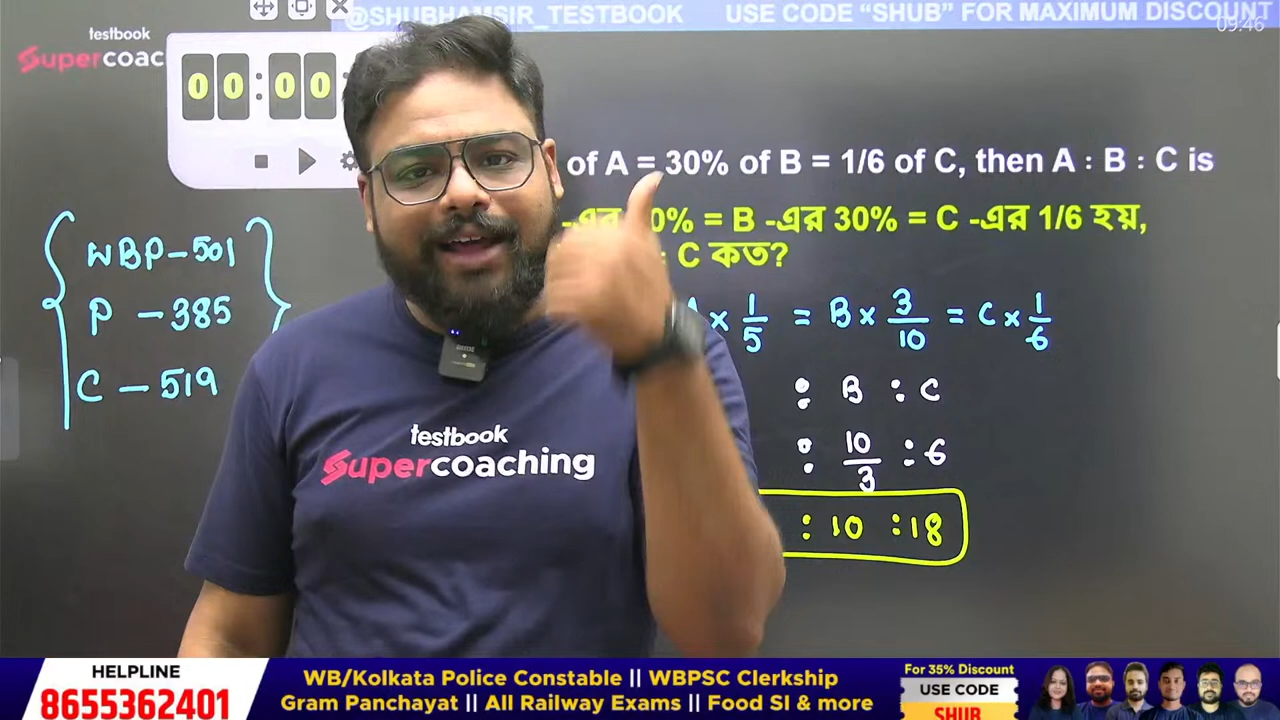 @SHUBHAMSIR_TESTBOOK USE CODE “SHUB” FOR MAXIMUM DISCOUNT
09:46
testbook
Supercoac
00:00
of A = 30% of B = 1/6 of C, then A : B : C is
-এর 0% = B -এর 30% = C -এর 1/6 হয়,
: C কত?
WBP-501
P - 385
C - 519
× 1/5 = B × 3/10 = C × 1/6
: B : C
: 10/3 : 6
: 10 : 18
testbook
Supercoaching
HELPLINE
8655362401
WB/Kolkata Police Constable || WBPSC Clerkship
Gram Panchayat || All Railway Exams || Food SI & more
For 35% Discount
USE CODE
SHUB